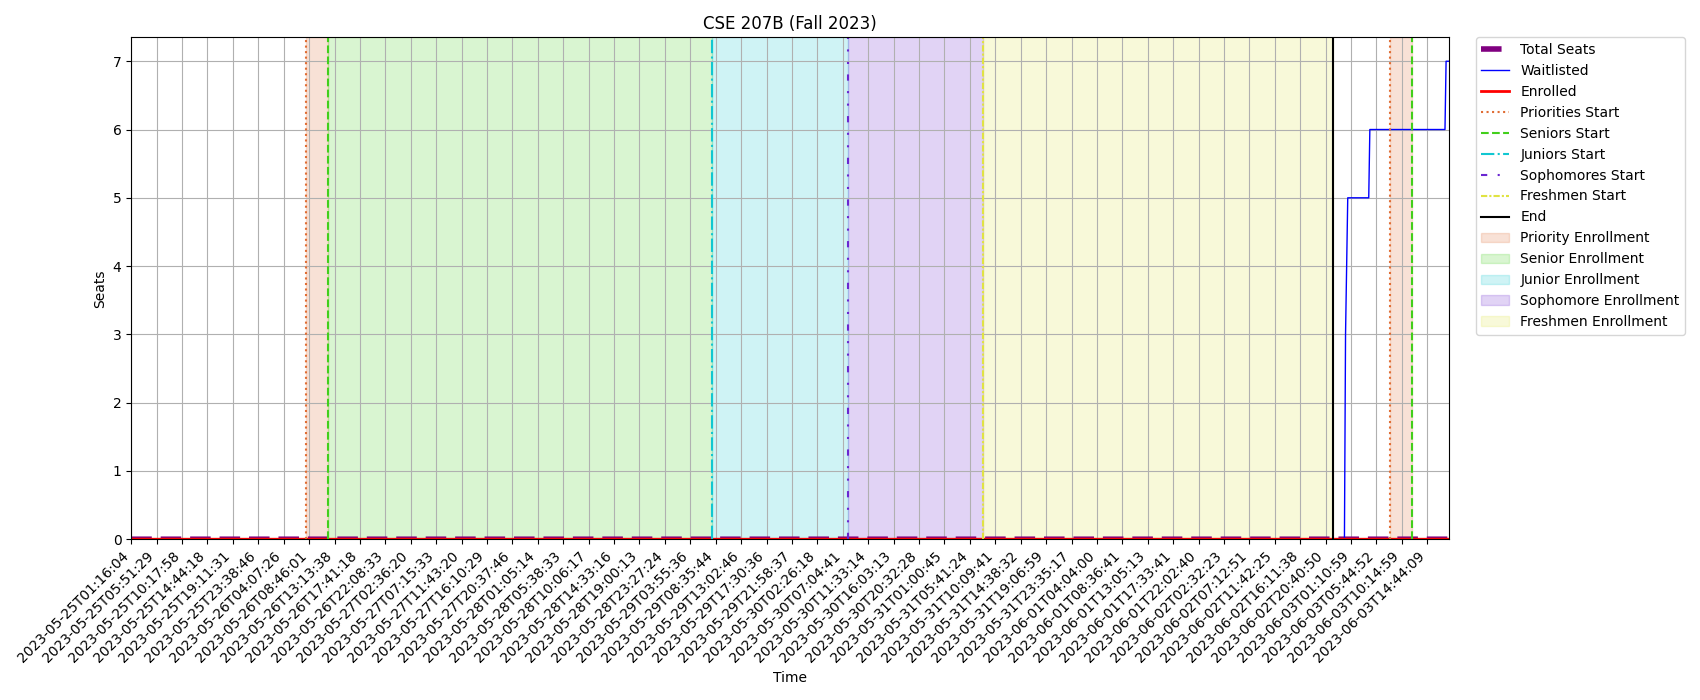 CSE 207B (Fall 2023)
Seats
7
6
5
4
3
2
1
0
2023-05-25T01:16:04
2023-05-25T05:51:29
2023-05-25T10:17:58
2023-05-25T14:44:18
2023-05-25T19:11:31
2023-05-25T23:38:46
2023-05-26T04:07:26
2023-05-26T08:46:01
2023-05-26T13:13:38
2023-05-26T17:41:18
2023-05-26T22:08:33
2023-05-27T02:36:20
2023-05-27T07:15:33
2023-05-27T11:43:20
2023-05-27T16:10:29
2023-05-27T20:37:46
2023-05-28T01:05:14
2023-05-28T05:38:33
2023-05-28T10:06:17
2023-05-28T14:33:16
2023-05-28T19:00:13
2023-05-28T23:27:24
2023-05-29T03:55:36
2023-05-29T08:35:44
2023-05-29T13:02:46
2023-05-29T17:30:36
2023-05-29T21:58:37
2023-05-30T02:26:18
2023-05-30T07:04:41
2023-05-30T11:33:14
2023-05-30T16:03:13
2023-05-30T20:32:28
2023-05-31T01:00:45
2023-05-31T05:41:24
2023-05-31T10:09:41
2023-05-31T14:38:32
2023-05-31T19:06:59
2023-05-31T23:35:17
2023-06-01T04:04:00
2023-06-01T08:36:41
2023-06-01T13:05:13
2023-06-01T17:33:41
2023-06-01T22:02:40
2023-06-02T02:32:23
2023-06-02T07:12:51
2023-06-02T11:42:25
2023-06-02T16:11:38
2023-06-02T20:40:50
2023-06-03T01:10:59
2023-06-03T05:44:52
2023-06-03T10:14:59
2023-06-03T14:44:09
Time
Total Seats
Waitlisted
Enrolled
Priorities Start
Seniors Start
Juniors Start
Sophomores Start
Freshmen Start
End
Priority Enrollment
Senior Enrollment
Junior Enrollment
Sophomore Enrollment
Freshmen Enrollment